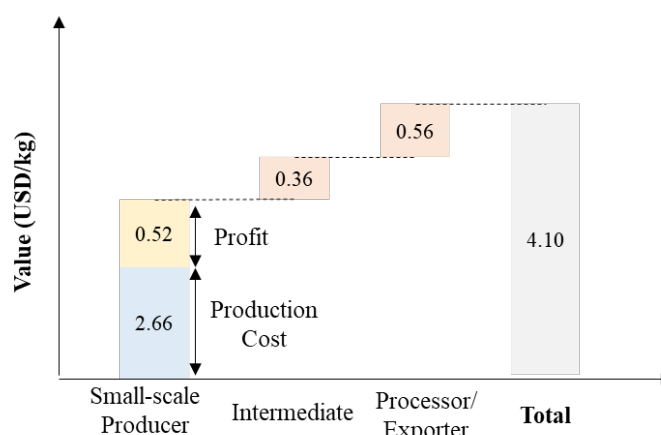 Value (USD/kg)
0.56
0.36
0.52
Profit
4.10
2.66
Production
Cost
Small-scale
Producer
Intermediate
Processor/
Exporter
Total